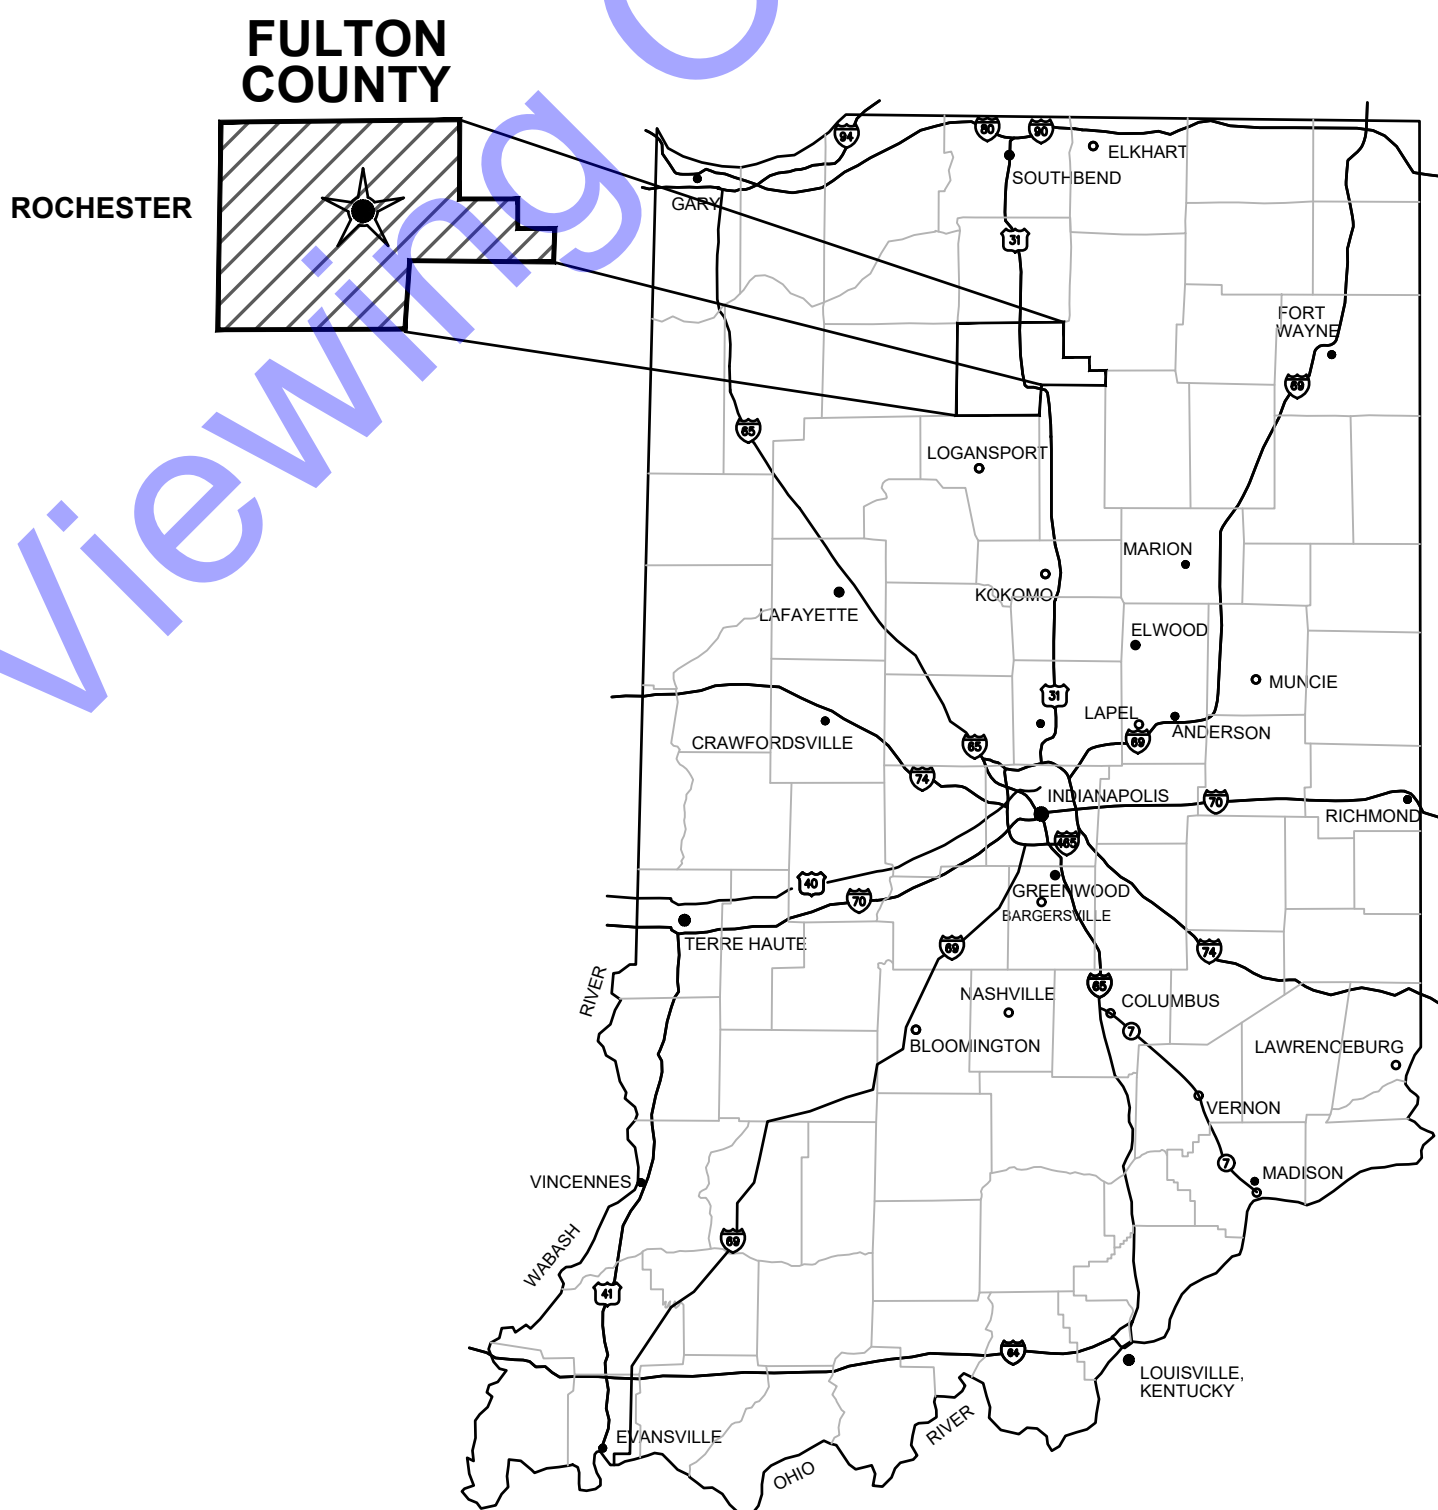 FULTON
COUNTY
ROCHESTER
Viewing
94
80
90
ELKHART
SOUTHBEND
GARY
31
FORT
WAYNE
69
65
LOGANSPORT
MARION
KOKOMO
LAFAYETTE
ELWOOD
MUNCIE
31
LAPEL
ANDERSON
69
CRAWFORDSVILLE
65
74
INDIANAPOLIS
70
RICHMOND
465
40
GREENWOOD
70
BARGERSVILLE
TERRE HAUTE
69
74
RIVER
NASHVILLE
65
COLUMBUS
7
BLOOMINGTON
LAWRENCEBURG
VERNON
7
MADISON
VINCENNES
WABASH
69
41
64
LOUISVILLE,
KENTUCKY
EVANSVILLE
RIVER
OHIO